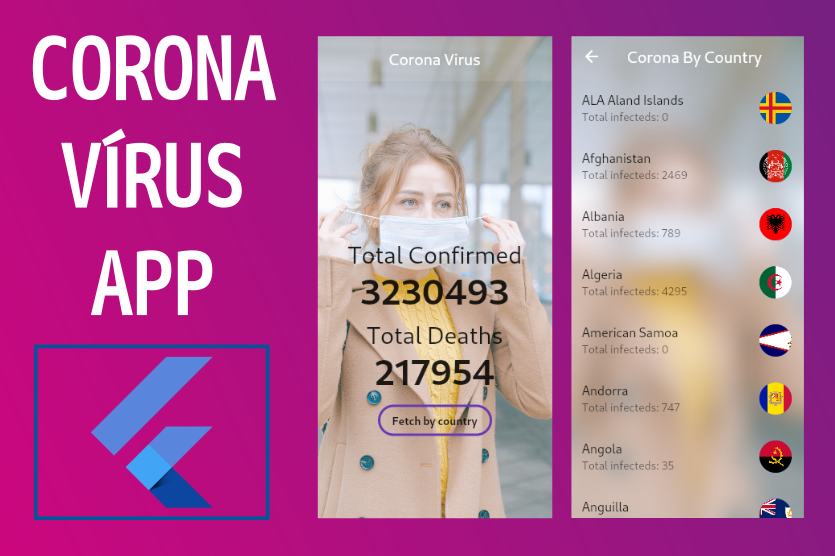 CORONA
VÍRUS
APP
Corona Virus
Total Confirmed
3230493
Total Deaths
217954
Fetch by country
Corona By Country
ALA Aland Islands
Total infecteds: 0
Afghanistan
Total infecteds: 2469
Albania
Total infecteds: 789
Algeria
Total infecteds: 4295
American Samoa
Total infecteds: 0
Andorra
Total infecteds: 747
Angola
Total infecteds: 35
Anguilla